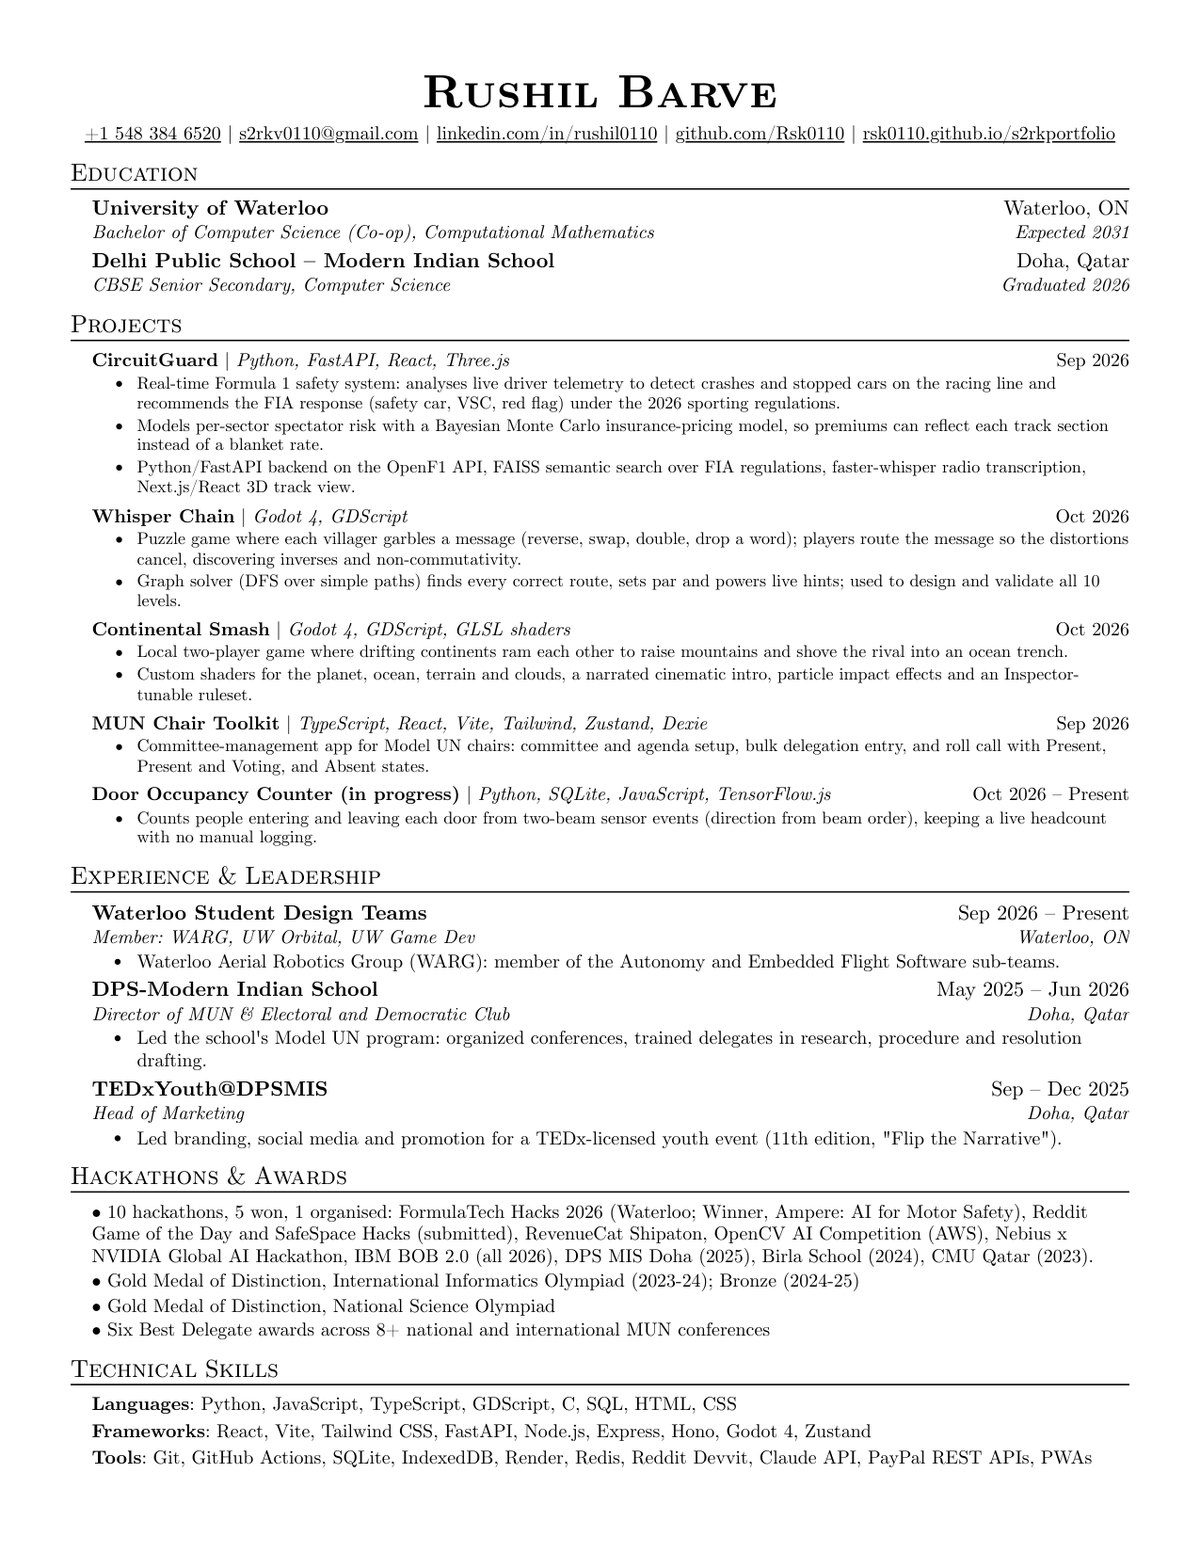 Rushil Barve
+1 548 384 6520 | s2rkv0110@gmail.com | linkedin.com/in/rushil0110 | github.com/Rsk0110 | rsk0110.github.io/s2rkportfolio
Education
University of Waterloo Waterloo, ON
Bachelor of Computer Science (Co-op), Computational Mathematics Expected 2031
Delhi Public School – Modern Indian School Doha, Qatar
CBSE Senior Secondary, Computer Science Graduated 2026
Projects
CircuitGuard | Python, FastAPI, React, Three.js Sep 2026
• Real-time Formula 1 safety system: analyses live driver telemetry to detect crashes and stopped cars on the racing line and
recommends the FIA response (safety car, VSC, red flag) under the 2026 sporting regulations.
• Models per-sector spectator risk with a Bayesian Monte Carlo insurance-pricing model, so premiums can reflect each track section
instead of a blanket rate.
• Python/FastAPI backend on the OpenF1 API, FAISS semantic search over FIA regulations, faster-whisper radio transcription,
Next.js/React 3D track view.
Whisper Chain | Godot 4, GDScript Oct 2026
• Puzzle game where each villager garbles a message (reverse, swap, double, drop a word); players route the message so the distortions
cancel, discovering inverses and non-commutativity.
• Graph solver (DFS over simple paths) finds every correct route, sets par and powers live hints; used to design and validate all 10
levels.
Continental Smash | Godot 4, GDScript, GLSL shaders Oct 2026
• Local two-player game where drifting continents ram each other to raise mountains and shove the rival into an ocean trench.
• Custom shaders for the planet, ocean, terrain and clouds, a narrated cinematic intro, particle impact effects and an Inspector-
tunable ruleset.
MUN Chair Toolkit | TypeScript, React, Vite, Tailwind, Zustand, Dexie Sep 2026
• Committee-management app for Model UN chairs: committee and agenda setup, bulk delegation entry, and roll call with Present,
Present and Voting, and Absent states.
Door Occupancy Counter (in progress) | Python, SQLite, JavaScript, TensorFlow.js Oct 2026 – Present
• Counts people entering and leaving each door from two-beam sensor events (direction from beam order), keeping a live headcount
with no manual logging.
Experience & Leadership
Waterloo Student Design Teams Sep 2026 – Present
Member: WARG, UW Orbital, UW Game Dev Waterloo, ON
• Waterloo Aerial Robotics Group (WARG): member of the Autonomy and Embedded Flight Software sub-teams.
DPS-Modern Indian School May 2025 – Jun 2026
Director of MUN & Electoral and Democratic Club Doha, Qatar
• Led the school's Model UN program: organized conferences, trained delegates in research, procedure and resolution
drafting.
TEDxYouth@DPSMIS Sep – Dec 2025
Head of Marketing Doha, Qatar
• Led branding, social media and promotion for a TEDx-licensed youth event (11th edition, "Flip the Narrative").
Hackathons & Awards
• 10 hackathons, 5 won, 1 organised: FormulaTech Hacks 2026 (Waterloo; Winner, Ampere: AI for Motor Safety), Reddit
Game of the Day and SafeSpace Hacks (submitted), RevenueCat Shipaton, OpenCV AI Competition (AWS), Nebius x
NVIDIA Global AI Hackathon, IBM BOB 2.0 (all 2026), DPS MIS Doha (2025), Birla School (2024), CMU Qatar (2023).
• Gold Medal of Distinction, International Informatics Olympiad (2023-24); Bronze (2024-25)
• Gold Medal of Distinction, National Science Olympiad
• Six Best Delegate awards across 8+ national and international MUN conferences
Technical Skills
Languages: Python, JavaScript, TypeScript, GDScript, C, SQL, HTML, CSS
Frameworks: React, Vite, Tailwind CSS, FastAPI, Node.js, Express, Hono, Godot 4, Zustand
Tools: Git, GitHub Actions, SQLite, IndexedDB, Render, Redis, Reddit Devvit, Claude API, PayPal REST APIs, PWAs